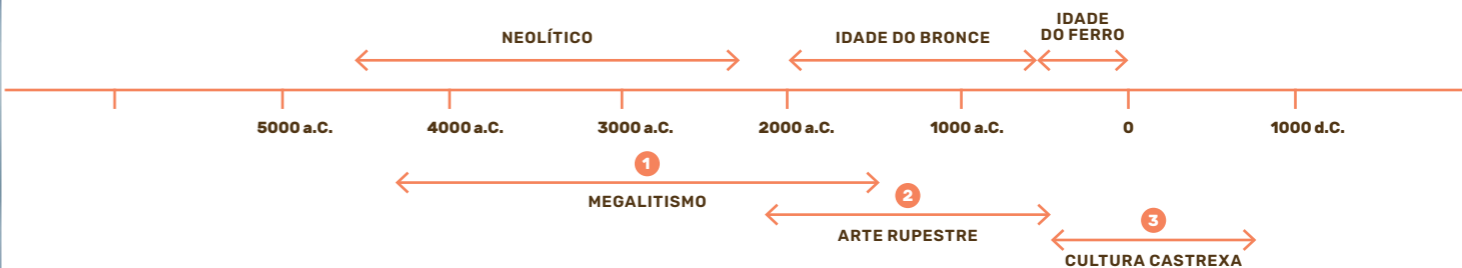 NEOLÍTICO
IDADE DO BRONCE
IDADE
DO FERRO
5000 a.C.
4000 a.C.
3000 a.C.
2000 a.C.
1000 a.C.
0
1000 d.C.
1
MEGALITISMO
2
ARTE RUPESTRE
3
CULTURA CASTREXA